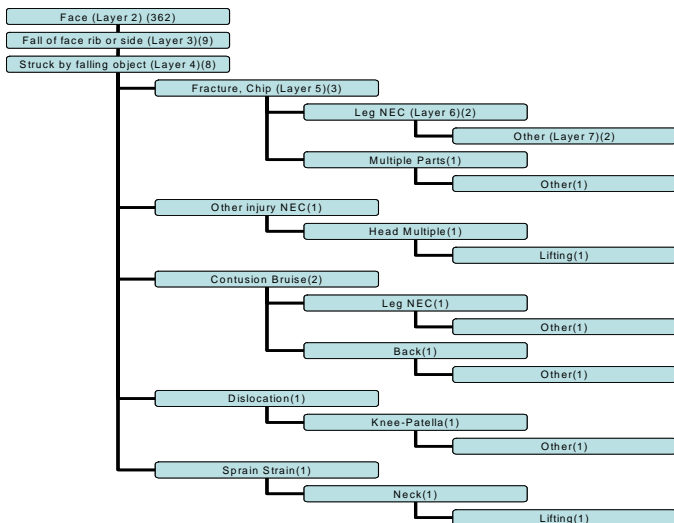 Face (Layer 2) (362)
Fall of face rib or side (Layer 3)(9)
Struck by falling object (Layer 4)(8)
Fracture, Chip (Layer 5)(3)
Leg NEC (Layer 6)(2)
Other (Layer 7)(2)
Multiple Parts(1)
Other(1)
Other injury NEC(1)
Head Multiple(1)
Lifting(1)
Contusion Bruise(2)
Leg NEC(1)
Other(1)
Back(1)
Other(1)
Dislocation(1)
Knee-Patella(1)
Other(1)
Sprain Strain(1)
Neck(1)
Lifting(1)